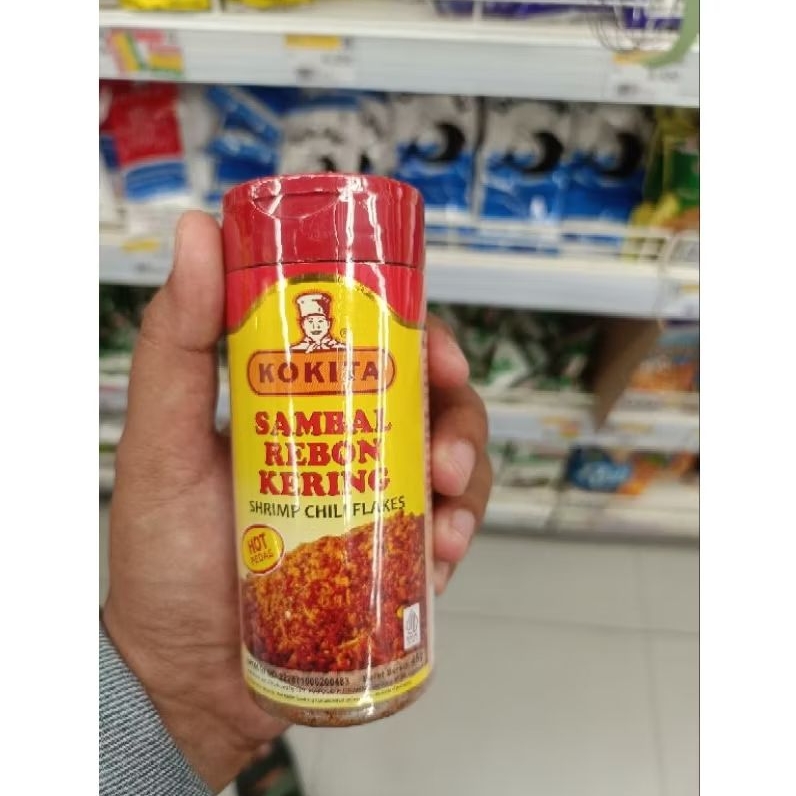 KOKITA
SAMBAL
REBON
KERING
SHRIMP CHILI FLAKES
HOT
PEDAS